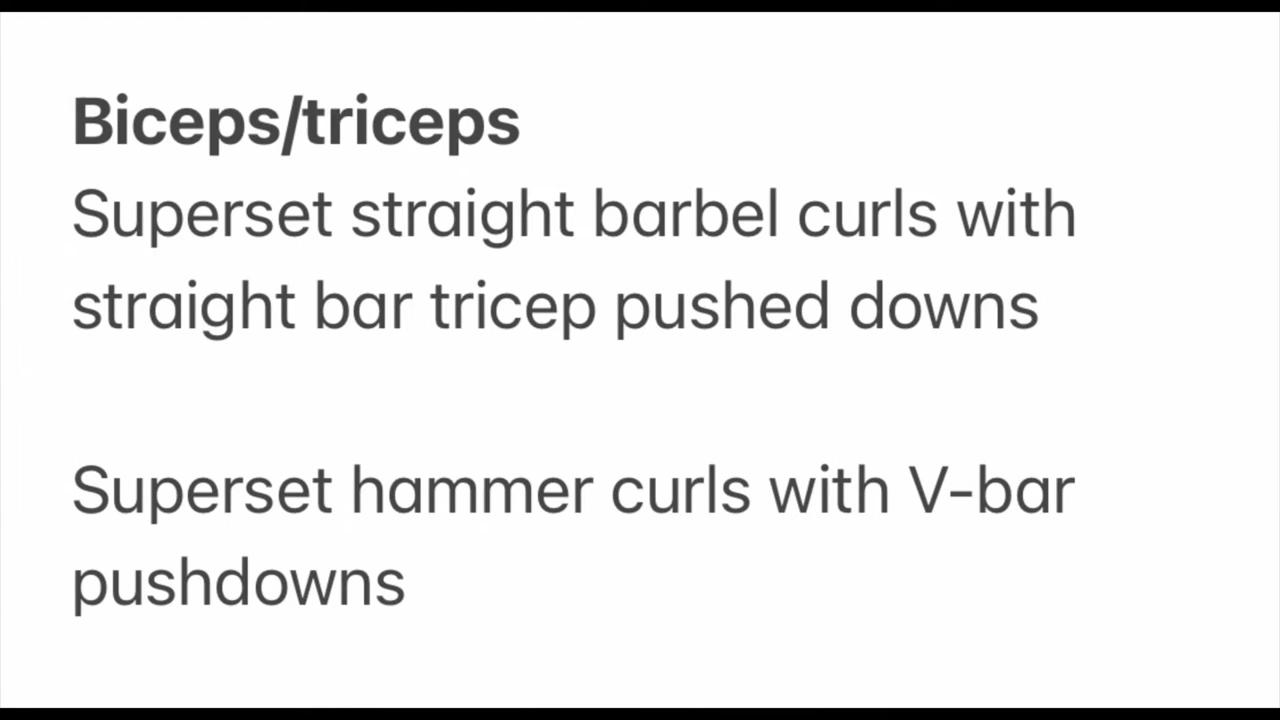 Biceps/triceps
Superset straight barbel curls with
straight bar tricep pushed downs
Superset hammer curls with V-bar
pushdowns